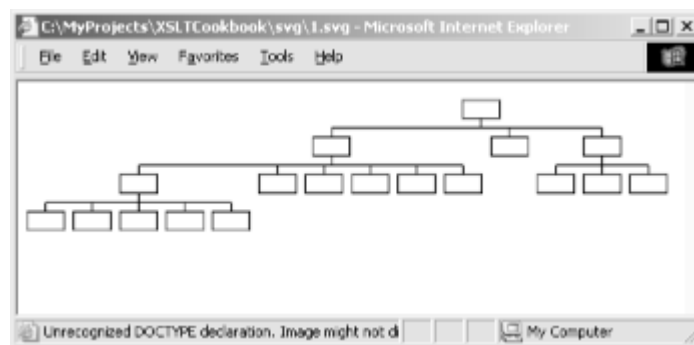 C:\MyProjects\XSLTCookbook\svg\1.svg - Microsoft Internet Explorer
File Edit View Favorites Tools Help
Unrecognized DOCTYPE declaration. Image might not di
My Computer